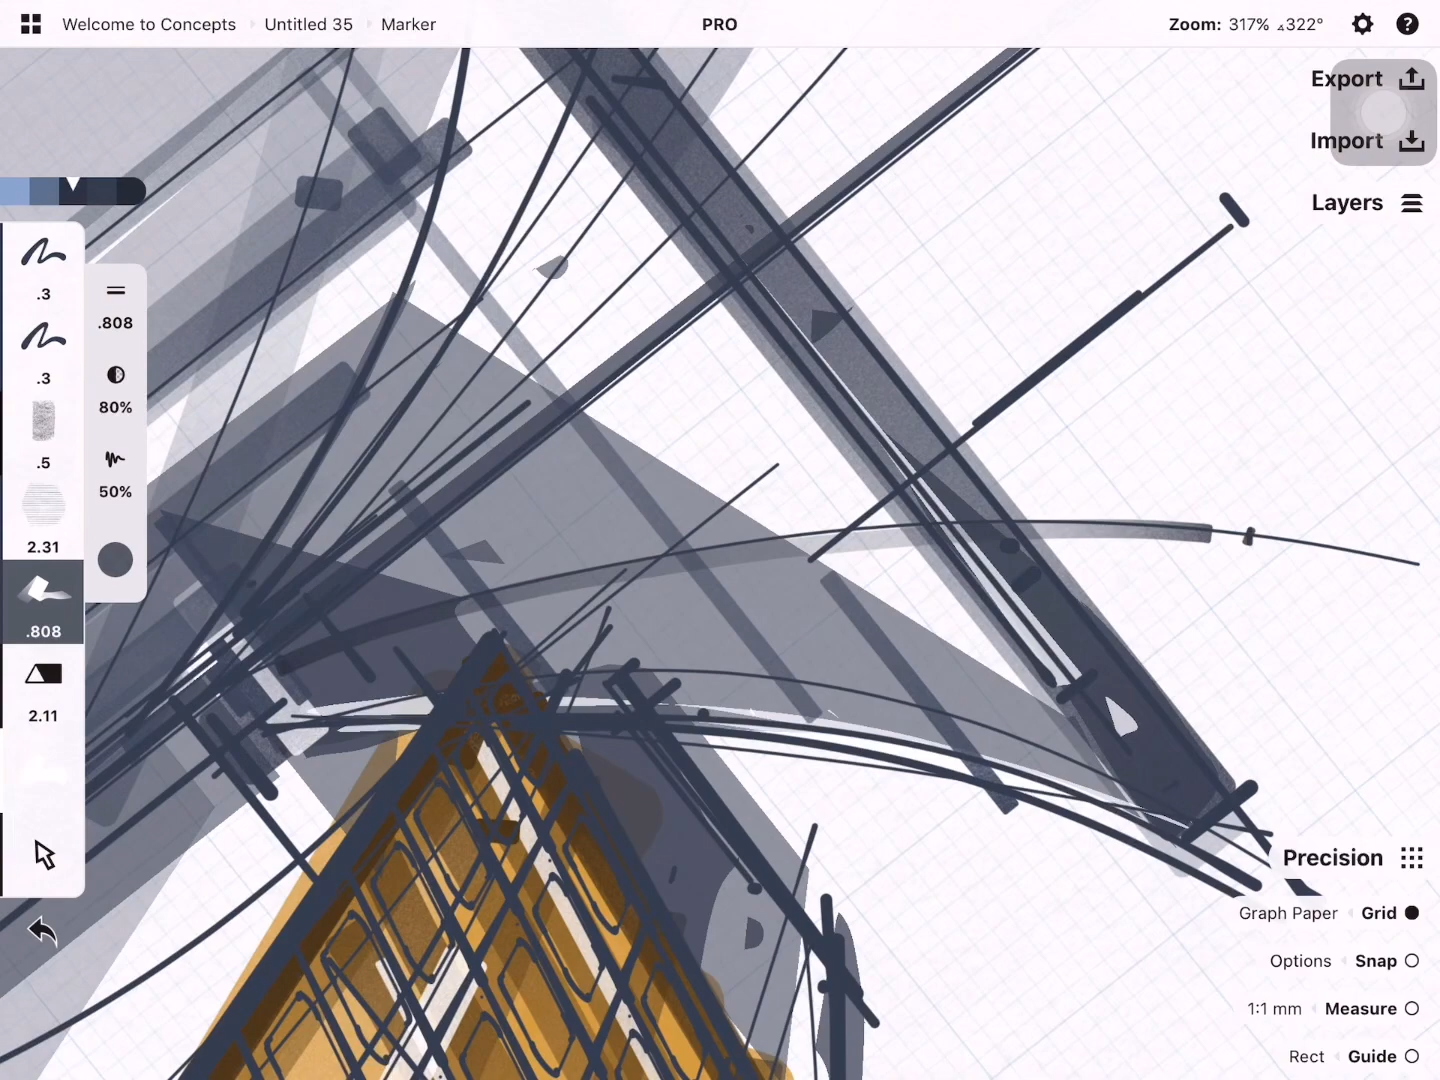 Welcome to Concepts Untitled 35 Marker PRO Zoom: 317% ⦟322°
Export
Import
Layers
.3
.3
.5
2.31
.808
2.11
.808
80%
50%
Precision
Graph Paper Grid
Options Snap
1:1 mm Measure
Rect Guide